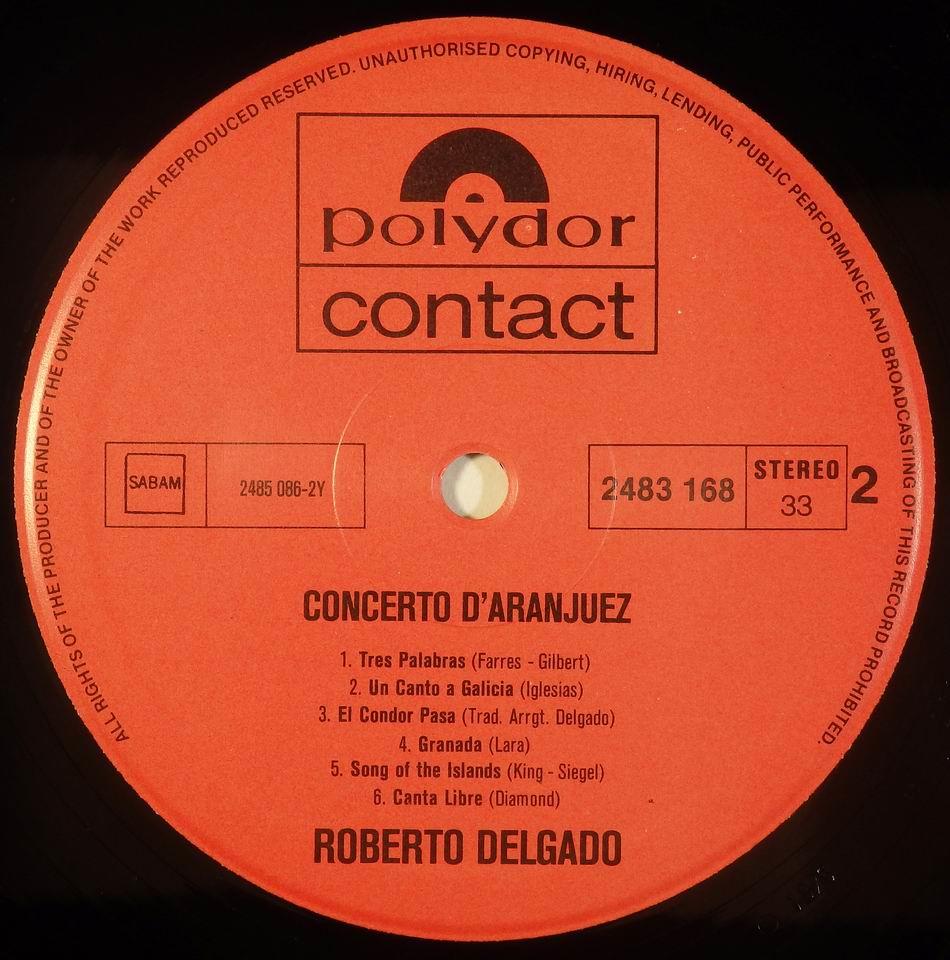 ALL RIGHTS OF THE PRODUCER AND OF THE OWNER OF THE WORK REPRODUCED RESERVED. UNAUTHORISED COPYING, HIRING, LENDING, PUBLIC PERFORMANCE AND BROADCASTING OF THIS RECORD PROHIBITED.
polydor
contact
SABAM
2485 086-2Y
2483 168
STEREO
33
2
CONCERTO D'ARANJUEZ
1. Tres Palabras (Farres - Gilbert)
2. Un Canto a Galicia (Iglesias)
3. El Condor Pasa (Trad. Arrgt. Delgado)
4. Granada (Lara)
5. Song of the Islands (King - Siegel)
6. Canta Libre (Diamond)
ROBERTO DELGADO